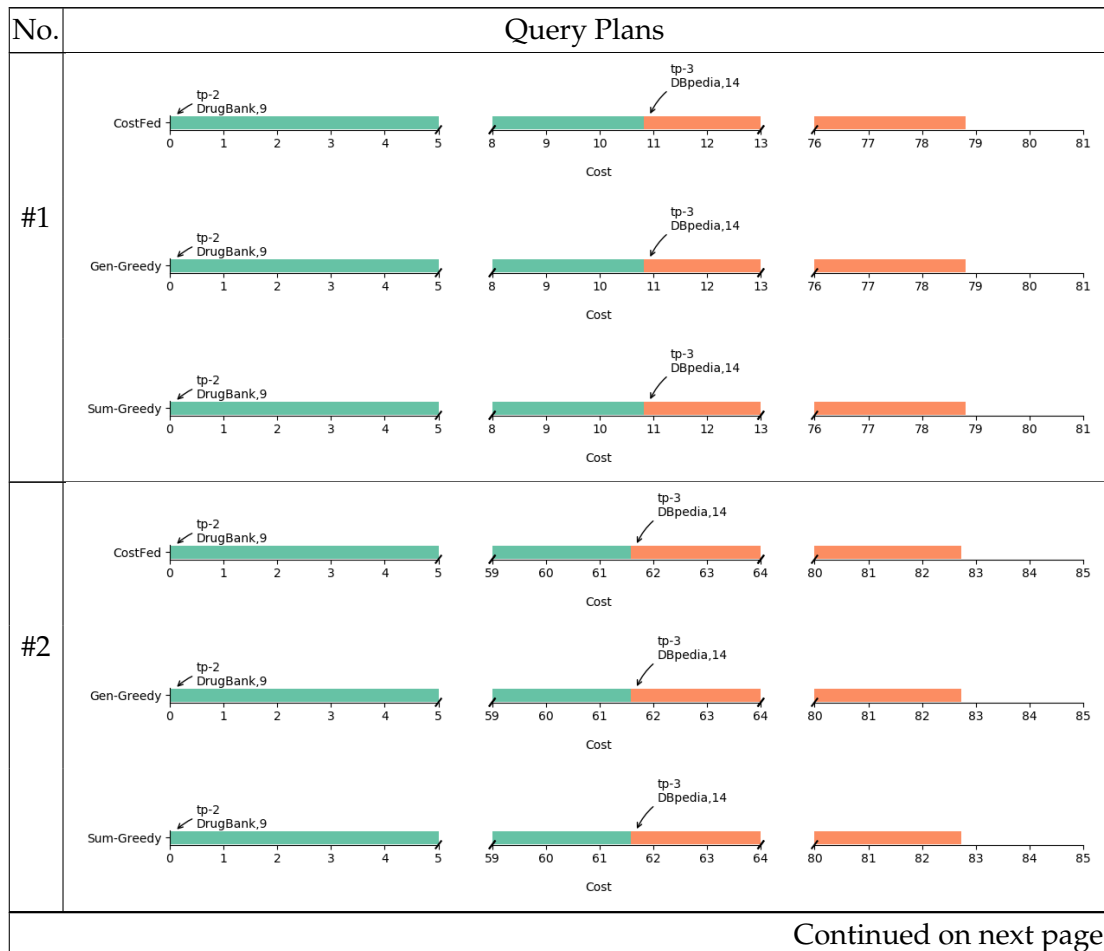 No. Query Plans
#1
tp-2
DrugBank,9
tp-3
DBpedia,14
CostFed
0 1 2 3 4 5 8 9 10 11 12 13 76 77 78 79 80 81
Cost
tp-2
DrugBank,9
tp-3
DBpedia,14
Gen-Greedy
0 1 2 3 4 5 8 9 10 11 12 13 76 77 78 79 80 81
Cost
tp-2
DrugBank,9
tp-3
DBpedia,14
Sum-Greedy
0 1 2 3 4 5 8 9 10 11 12 13 76 77 78 79 80 81
Cost
#2
tp-2
DrugBank,9
tp-3
DBpedia,14
CostFed
0 1 2 3 4 5 59 60 61 62 63 64 80 81 82 83 84 85
Cost
tp-2
DrugBank,9
tp-3
DBpedia,14
Gen-Greedy
0 1 2 3 4 5 59 60 61 62 63 64 80 81 82 83 84 85
Cost
tp-2
DrugBank,9
tp-3
DBpedia,14
Sum-Greedy
0 1 2 3 4 5 59 60 61 62 63 64 80 81 82 83 84 85
Cost
Continued on next page